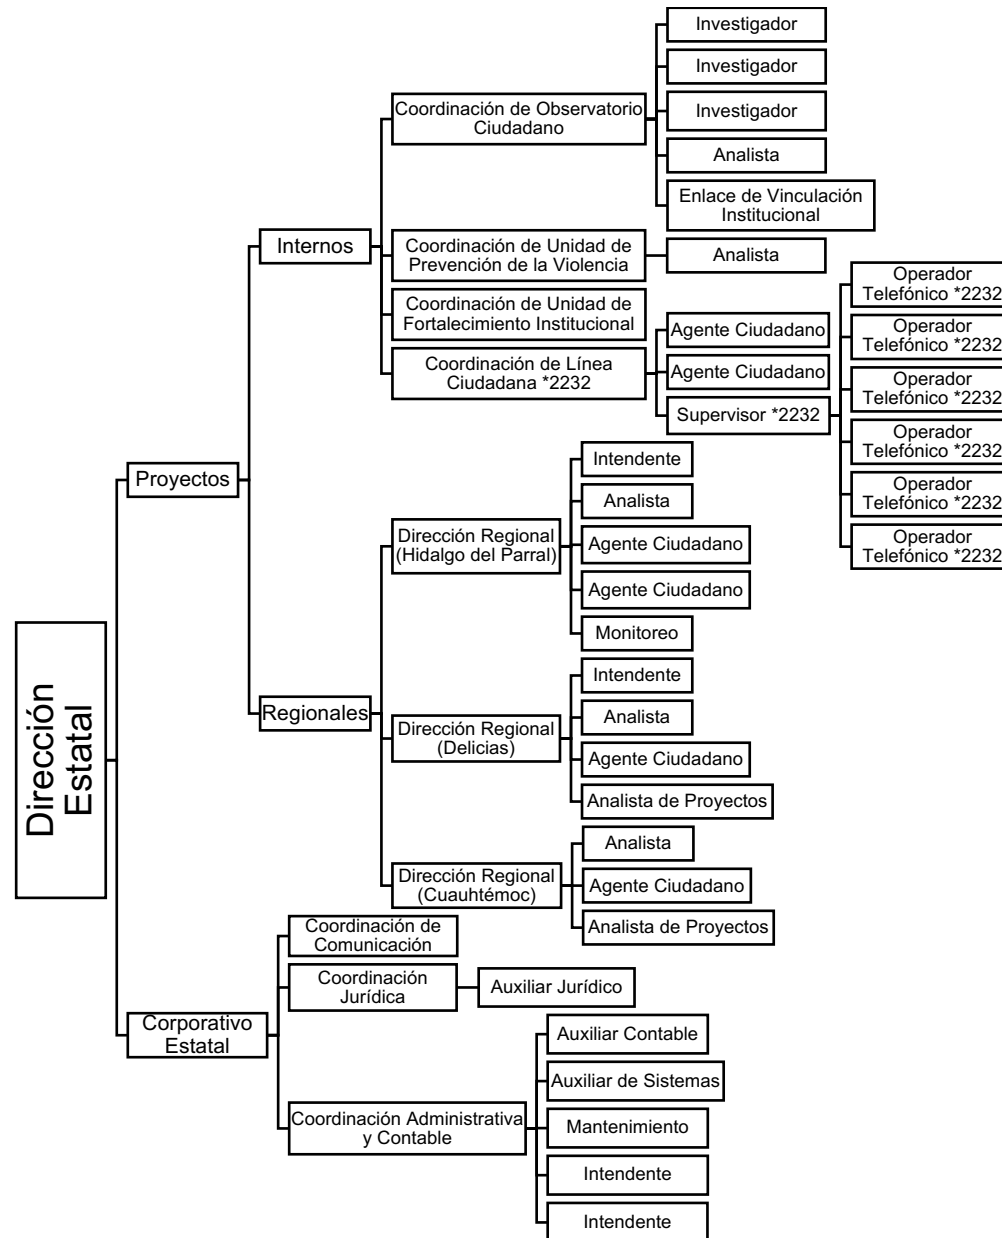 Investigador
Investigador
Investigador
Analista
Enlace de Vinculación
Institucional
Coordinación de Observatorio
Ciudadano
Internos
Coordinación de Unidad de
Prevención de la Violencia
Analista
Coordinación de Unidad de
Fortalecimiento Institucional
Coordinación de Línea
Ciudadana *2232
Agente Ciudadano
Agente Ciudadano
Supervisor *2232
Operador
Telefónico *2232
Operador
Telefónico *2232
Operador
Telefónico *2232
Operador
Telefónico *2232
Operador
Telefónico *2232
Operador
Telefónico *2232
Proyectos
Dirección Regional
(Hidalgo del Parral)
Intendente
Analista
Agente Ciudadano
Agente Ciudadano
Monitoreo
Regionales
Dirección Regional
(Delicias)
Intendente
Analista
Agente Ciudadano
Analista de Proyectos
Dirección Regional
(Cuauhtémoc)
Analista
Agente Ciudadano
Analista de Proyectos
Dirección
Estatal
Coordinación de
Comunicación
Coordinación
Jurídica
Auxiliar Jurídico
Corporativo
Estatal
Coordinación Administrativa
y Contable
Auxiliar Contable
Auxiliar de Sistemas
Mantenimiento
Intendente
Intendente